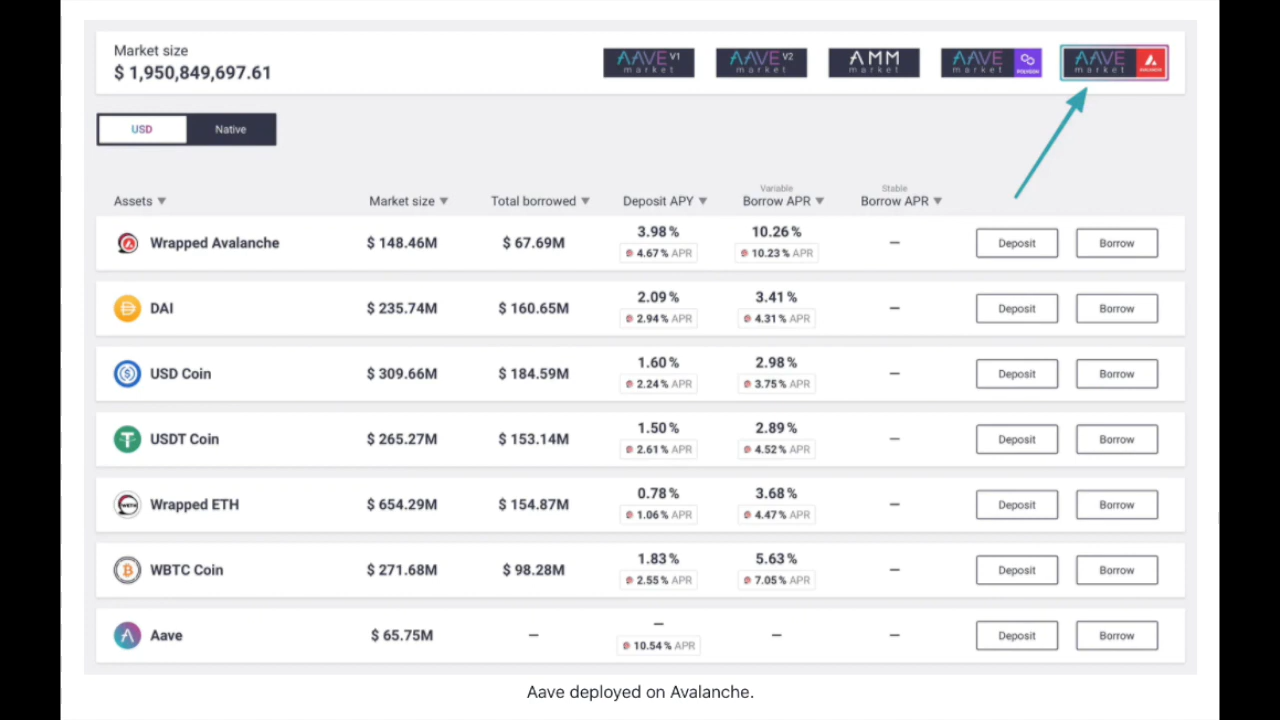 Market size
$ 1,950,849,697.61
AAVE V1 market
AAVE V2 market
AMM market
AAVE market POLYGON
AAVE market AVALANCHE
USD Native
Assets Market size Total borrowed Deposit APY Variable Borrow APR Stable Borrow APR
Wrapped Avalanche $ 148.46M $ 67.69M 3.98 % 10.26 % — Deposit Borrow
4.67 % APR 10.23 % APR
DAI $ 235.74M $ 160.65M 2.09 % 3.41 % — Deposit Borrow
2.94 % APR 4.31 % APR
USD Coin $ 309.66M $ 184.59M 1.60 % 2.98 % — Deposit Borrow
2.24 % APR 3.75 % APR
USDT Coin $ 265.27M $ 153.14M 1.50 % 2.89 % — Deposit Borrow
2.61 % APR 4.52 % APR
WETH Wrapped ETH $ 654.29M $ 154.87M 0.78 % 3.68 % — Deposit Borrow
1.06 % APR 4.47 % APR
WBTC Coin $ 271.68M $ 98.28M 1.83 % 5.63 % — Deposit Borrow
2.55 % APR 7.05 % APR
Aave $ 65.75M — — — — Deposit Borrow
10.54 % APR
Aave deployed on Avalanche.